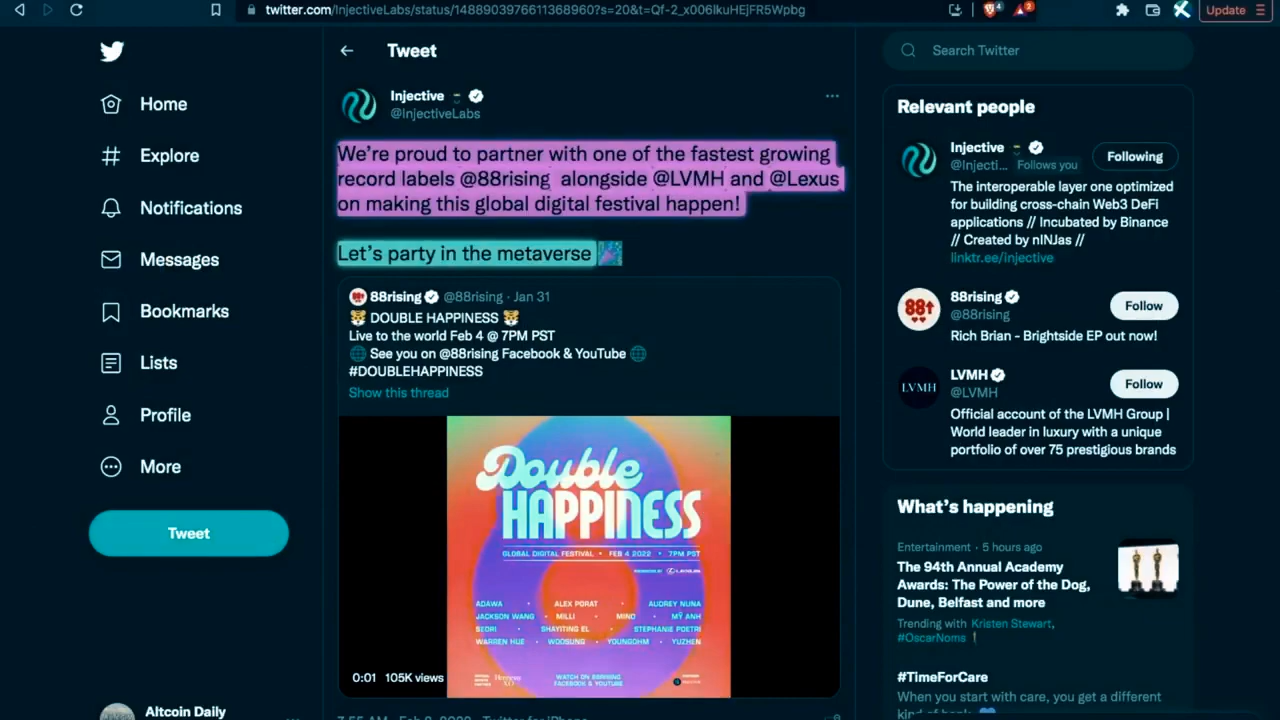 twitter.com/InjectiveLabs/status/1488903976611368960?s=20&t=Qf-2_x006lkuHEjFR5Wpbg
4
2
Update
Home
Explore
Notifications
Messages
Bookmarks
Lists
Profile
More
Tweet
Altcoin Daily
Tweet
Injective
@InjectiveLabs
We're proud to partner with one of the fastest growing
record labels @88rising alongside @LVMH and @Lexus
on making this global digital festival happen!
Let's party in the metaverse
88rising @88rising · Jan 31
DOUBLE HAPPINESS
Live to the world Feb 4 @ 7PM PST
See you on @88rising Facebook & YouTube
#DOUBLEHAPPINESS
Show this thread
Double
HAPPINESS
GLOBAL DIGITAL FESTIVAL • FEB 4 2022 • 7PM PST
ADAWA • ALEX PORAT • AUDREY NUNA
JACKSON WANG • MILLI • MINO • MỸ ANH
SEORI • SHAYITING EL • STEPHANIE POETRI
WARREN HUE • WOOSUNG • YOUNGOHM • YUZHEN
WATCH ON 88RISING
FACEBOOK & YOUTUBE
0:01 105K views
Search Twitter
Relevant people
Injective
@Injecti... Follows you
Following
The interoperable layer one optimized
for building cross-chain Web3 DeFi
applications // Incubated by Binance
// Created by nINJas //
linktr.ee/injective
88rising
@88rising
Follow
Rich Brian - Brightside EP out now!
LVMH
LVMH
@LVMH
Follow
Official account of the LVMH Group |
World leader in luxury with a unique
portfolio of over 75 prestigious brands
What's happening
Entertainment · 5 hours ago
The 94th Annual Academy
Awards: The Power of the Dog,
Dune, Belfast and more
Trending with Kristen Stewart,
#OscarNoms
#TimeForCare
When you start with care, you get a different
kind of bank.